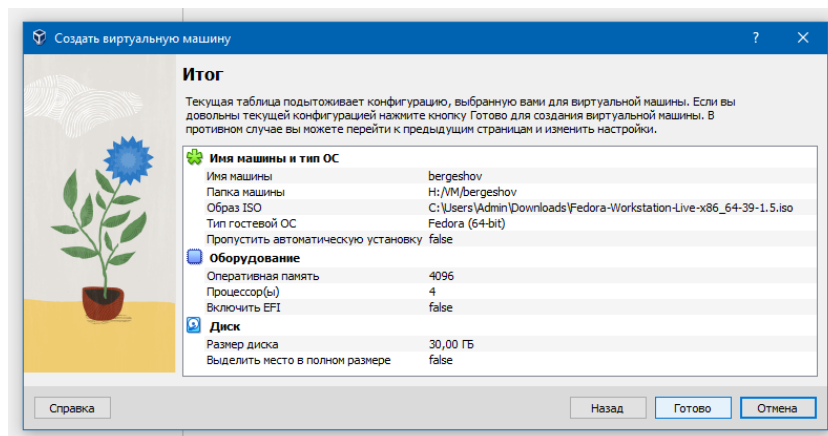 Создать виртуальную машину
Итог
Текущая таблица подытоживает конфигурацию, выбранную вами для виртуальной машины. Если вы
довольны текущей конфигурацией нажмите кнопку Готово для создания виртуальной машины. В
противном случае вы можете перейти к предыдущим страницам и изменить настройки.
Имя машины и тип ОС
Имя машины bergeshov
Папка машины H:/VM/bergeshov
Образ ISO C:\Users\Admin\Downloads\Fedora-Workstation-Live-x86_64-39-1.5.iso
Тип гостевой ОС Fedora (64-bit)
Пропустить автоматическую установку false
Оборудование
Оперативная память 4096
Процессор(ы) 4
Включить EFI false
Диск
Размер диска 30,00 ГБ
Выделить место в полном размере false
Справка Назад Готово Отмена